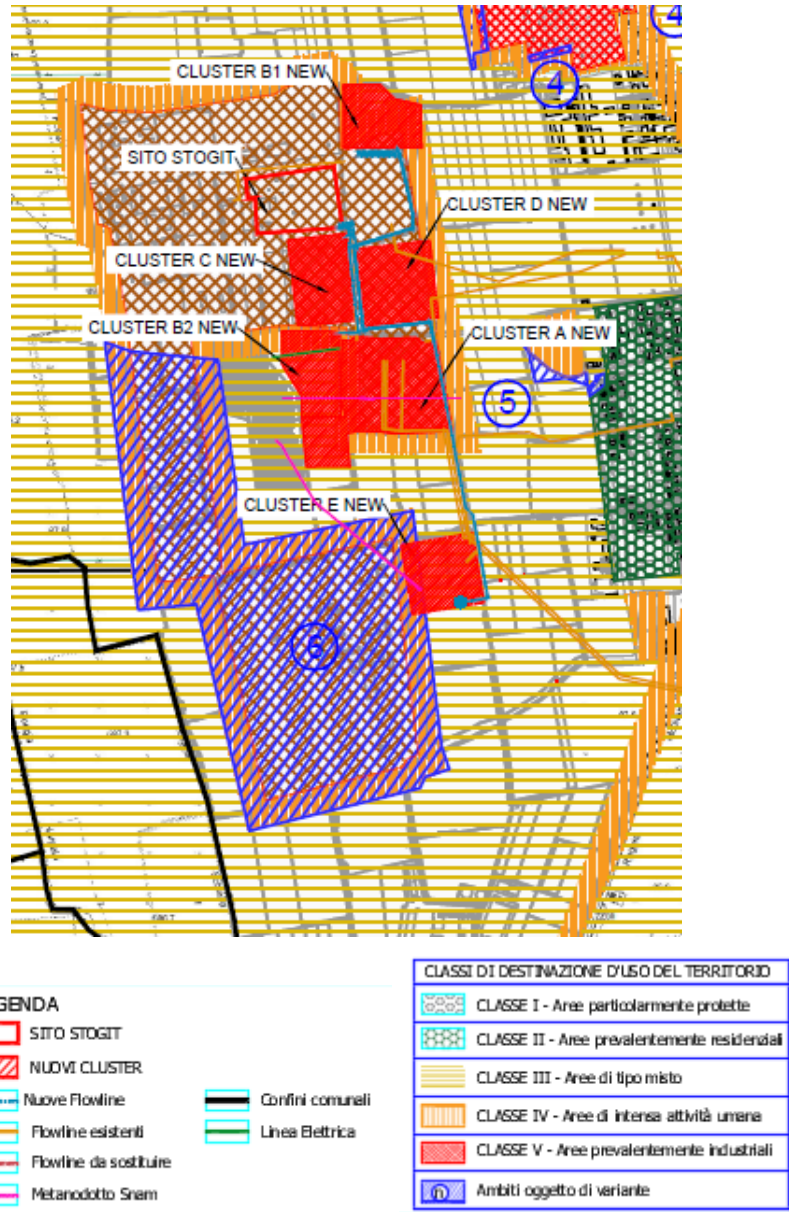 4
CLUSTER B1 NEW
4
SITO STOGIT
CLUSTER D NEW
CLUSTER C NEW
CLUSTER B2 NEW
CLUSTER A NEW
5
CLUSTER E NEW
6
GENDA
SITO STOGIT
NUOVI CLUSTER
Nuove Flowline
Flowline esistenti
Flowline da sostituire
Metanodotto Snam
Confini comunali
Linea Elettrica
CLASSI DI DESTINAZIONE D'USO DEL TERRITORIO
CLASSE I - Aree particolarmente protette
CLASSE II - Aree prevalentemente residenziali
CLASSE III - Aree di tipo misto
CLASSE IV - Aree di intensa attività umana
CLASSE V - Aree prevalentemente industriali
n Ambiti oggetto di variante